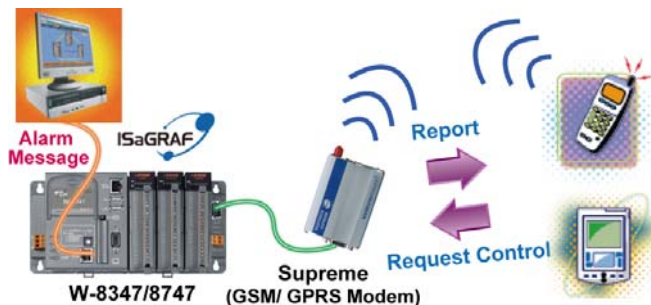 Alarm
Message
ISaGRAF
Report
Request Control
W-8347/8747
Supreme
(GSM/ GPRS Modem)